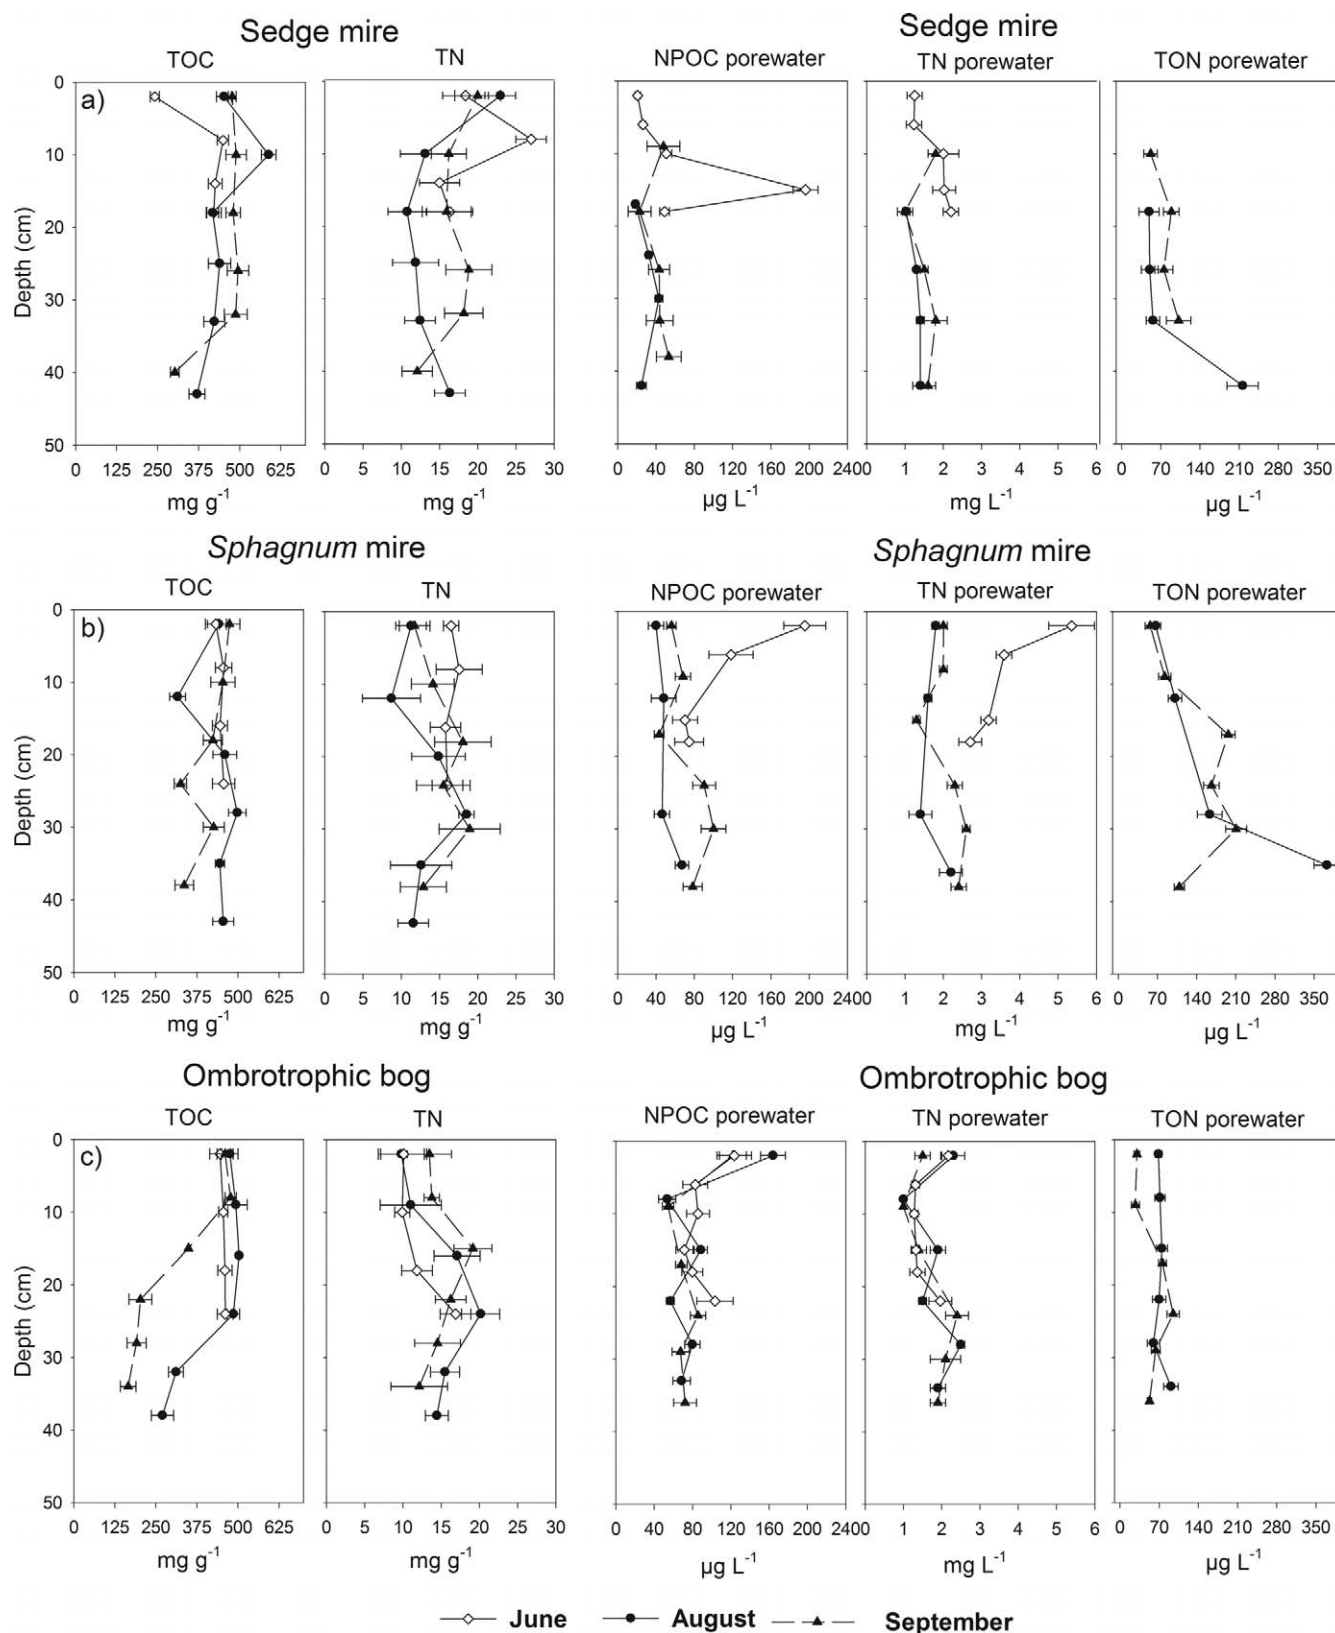 Sedge mire Sedge mire
TOC TN NPOC porewater TN porewater TON porewater
a)
0
10
20
30
40
50
Depth (cm)
0 125 250 375 500 625 0 5 10 15 20 25 30 0 40 80 120 160 200 240 0 1 2 3 4 5 6 0 70 140 210 280 350
mg g⁻¹ mg g⁻¹ µg L⁻¹ mg L⁻¹ µg L⁻¹
Sphagnum mire Sphagnum mire
TOC TN NPOC porewater TN porewater TON porewater
b)
0
10
20
30
40
50
Depth (cm)
0 125 250 375 500 625 0 5 10 15 20 25 30 0 40 80 120 160 200 240 0 1 2 3 4 5 6 0 70 140 210 280 350
mg g⁻¹ mg g⁻¹ µg L⁻¹ mg L⁻¹ µg L⁻¹
Ombrotrophic bog Ombrotrophic bog
TOC TN NPOC porewater TN porewater TON porewater
c)
0
10
20
30
40
50
Depth (cm)
0 125 250 375 500 625 0 5 10 15 20 25 30 0 40 80 120 160 200 240 0 1 2 3 4 5 6 0 70 140 210 280 350
mg g⁻¹ mg g⁻¹ µg L⁻¹ mg L⁻¹ µg L⁻¹
June August September